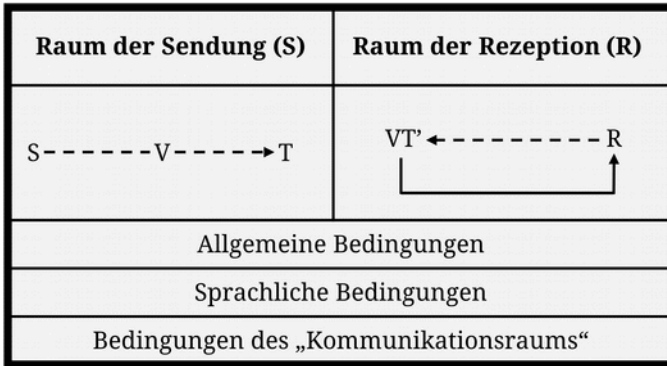 Raum der Sendung (S)
Raum der Rezeption (R)
S V T
VT’ R
Allgemeine Bedingungen
Sprachliche Bedingungen
Bedingungen des „Kommunikationsraums“